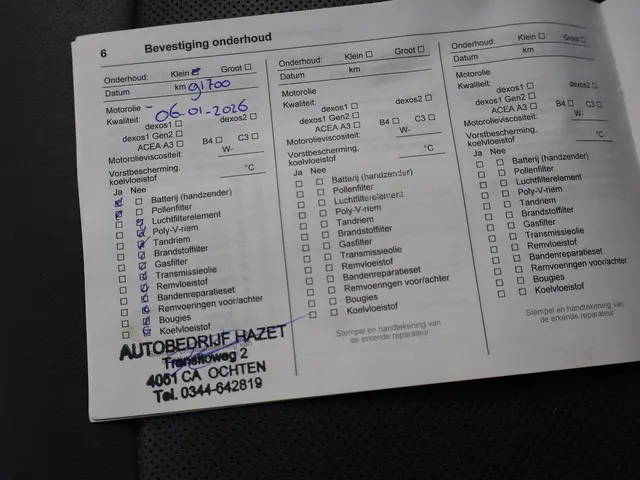 6 Bevestiging onderhoud
Onderhoud: Klein Groot
Datum km 91700
Motorolie
Kwaliteit: 06-01-2026
dexos1 dexos2
dexos1 Gen2
ACEA A3 B4 C3
Motorolieviscositeit: W-
Vorstbescherming, koelvloeistof °C
Ja Nee
Batterij (handzender)
Pollenfilter
Luchtfilterelement
Poly-V-riem
Tandriem
Brandstoffilter
Gasfilter
Transmissieolie
Remvloeistof
Bandenreparatieset
Remvoeringen voor/achter
Bougies
Koelvloeistof
AUTOBEDRIJF HAZET
Transitoweg 2
4051 CA OCHTEN
Tel. 0344-642819
Onderhoud: Klein Groot
Datum km
Motorolie
Kwaliteit:
dexos1 dexos2
dexos1 Gen2
ACEA A3 B4 C3
Motorolieviscositeit: W-
Vorstbescherming, koelvloeistof °C
Ja Nee
Batterij (handzender)
Pollenfilter
Luchtfilterelement
Poly-V-riem
Tandriem
Brandstoffilter
Gasfilter
Transmissieolie
Remvloeistof
Bandenreparatieset
Remvoeringen voor/achter
Bougies
Koelvloeistof
Stempel en handtekening van
de erkende reparateur
Onderhoud: Klein Groot
Datum km
Motorolie
Kwaliteit:
dexos1 dexos2
dexos1 Gen2
ACEA A3 B4 C3
Motorolieviscositeit: W-
Vorstbescherming, koelvloeistof °C
Ja Nee
Batterij (handzender)
Pollenfilter
Luchtfilterelement
Poly-V-riem
Tandriem
Brandstoffilter
Gasfilter
Transmissieolie
Remvloeistof
Bandenreparatieset
Remvoeringen voor/achter
Bougies
Koelvloeistof
Stempel en handtekening van
de erkende reparateur